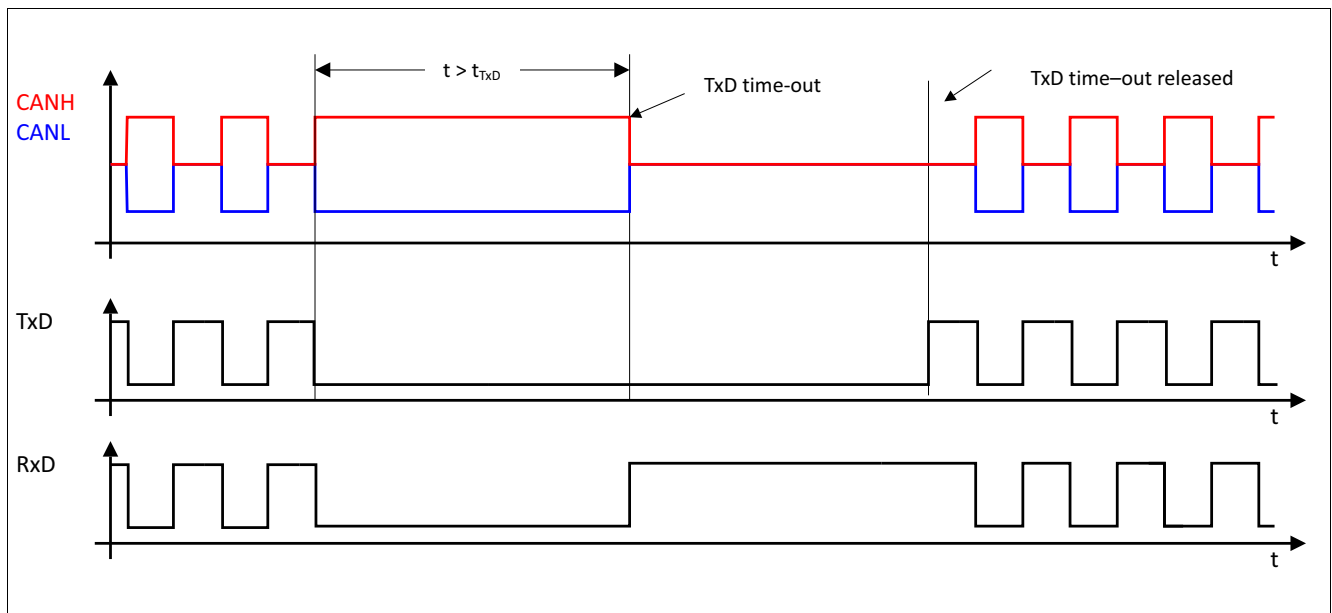 t > tTxD
TxD time-out
TxD time–out released
CANH
CANL
t
TxD
t
RxD
t